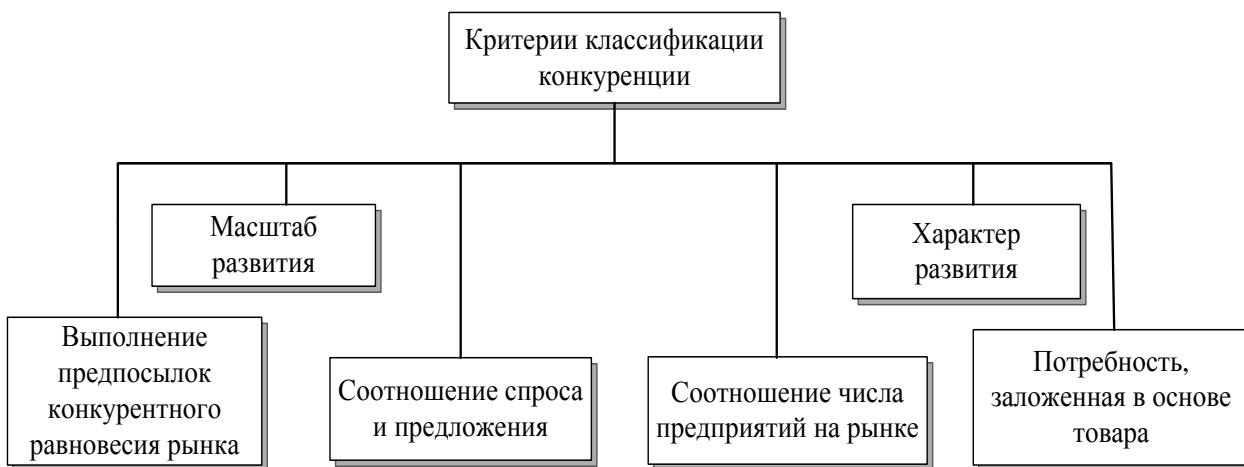 Критерии классификации
конкуренции
Масштаб
развития
Характер
развития
Выполнение
предпосылок
конкурентного
равновесия рынка
Соотношение спроса
и предложения
Соотношение числа
предприятий на рынке
Потребность,
заложенная в основе
товара